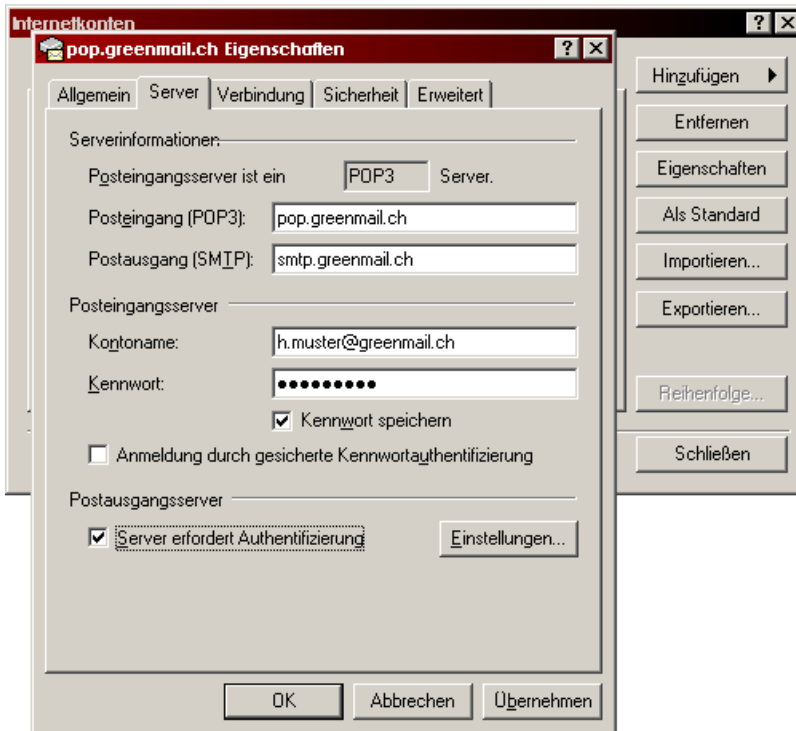 Internetkonten
pop.greenmail.ch Eigenschaften
Allgemein Server Verbindung Sicherheit Erweitert
Serverinformationen
Posteingangsserver ist ein POP3 Server.
Posteingang (POP3): pop.greenmail.ch
Postausgang (SMTP): smtp.greenmail.ch
Posteingangsserver
Kontoname: h.muster@greenmail.ch
Kennwort: ●●●●●●●●●
Kennwort speichern
Anmeldung durch gesicherte Kennwortauthentifizierung
Postausgangsserver
Server erfordert Authentifizierung Einstellungen...
OK Abbrechen Übernehmen
Hinzufügen
Entfernen
Eigenschaften
Als Standard
Importieren...
Exportieren...
Reihenfolge...
Schließen